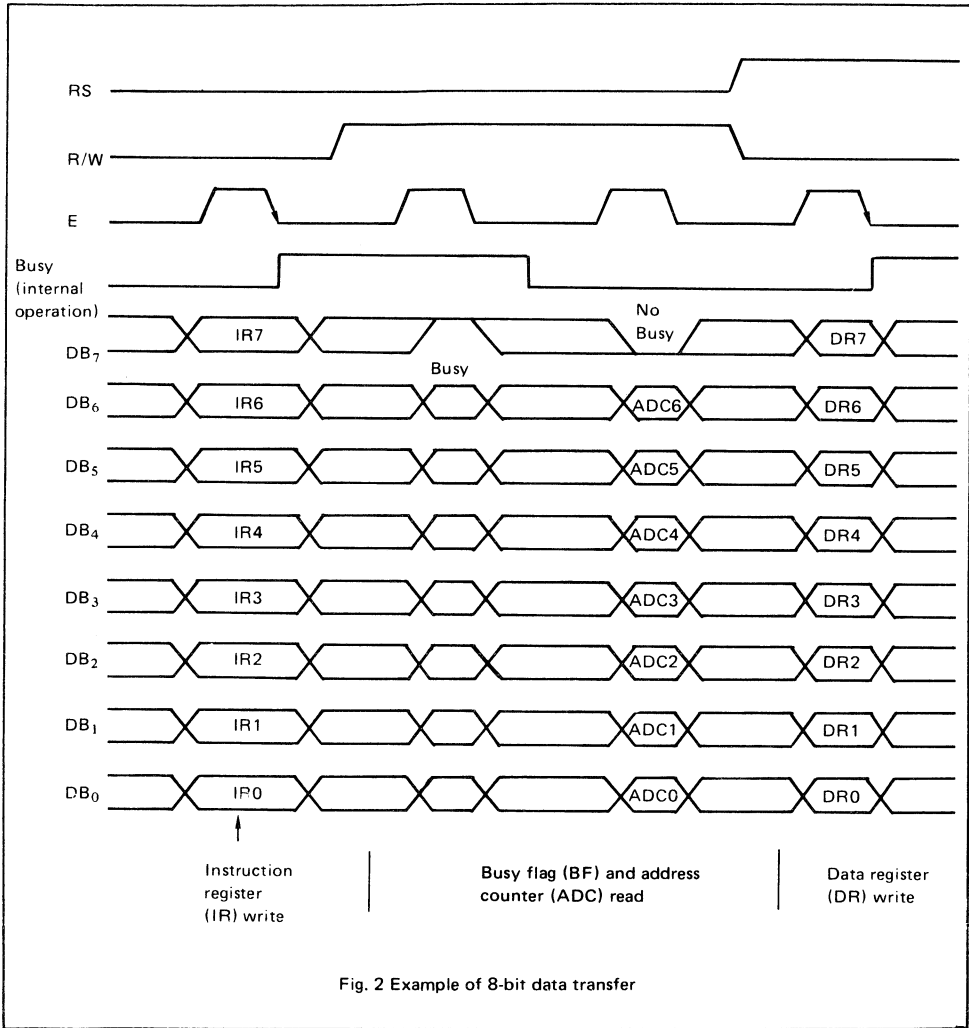 RS
R/W
E
Busy
(internal
operation)
No
Busy
DB7 IR7 DR7
Busy
DB6 IR6 ADC6 DR6
DB5 IR5 ADC5 DR5
DB4 IR4 ADC4 DR4
DB3 IR3 ADC3 DR3
DB2 IR2 ADC2 DR2
DB1 IR1 ADC1 DR1
DB0 IR0 ADC0 DR0
Instruction
register
(IR) write
Busy flag (BF) and address
counter (ADC) read
Data register
(DR) write
Fig. 2 Example of 8-bit data transfer